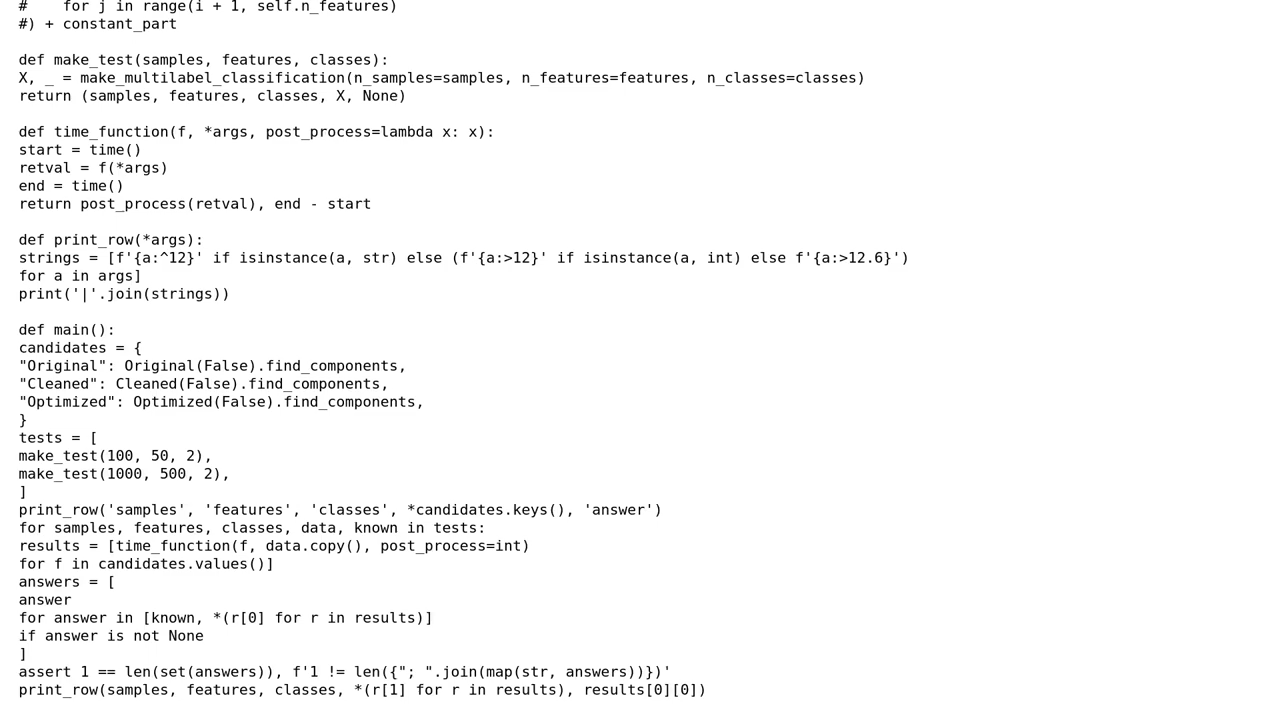 #    for j in range(i + 1, self.n_features)
#) + constant_part

def make_test(samples, features, classes):
X, _ = make_multilabel_classification(n_samples=samples, n_features=features, n_classes=classes)
return (samples, features, classes, X, None)

def time_function(f, *args, post_process=lambda x: x):
start = time()
retval = f(*args)
end = time()
return post_process(retval), end - start

def print_row(*args):
strings = [f'{a:^12}' if isinstance(a, str) else (f'{a:>12}' if isinstance(a, int) else f'{a:>12.6}')
for a in args]
print('|'.join(strings))

def main():
candidates = {
"Original": Original(False).find_components,
"Cleaned": Cleaned(False).find_components,
"Optimized": Optimized(False).find_components,
}
tests = [
make_test(100, 50, 2),
make_test(1000, 500, 2),
]
print_row('samples', 'features', 'classes', *candidates.keys(), 'answer')
for samples, features, classes, data, known in tests:
results = [time_function(f, data.copy(), post_process=int)
for f in candidates.values()]
answers = [
answer
for answer in [known, *(r[0] for r in results)]
if answer is not None
]
assert 1 == len(set(answers)), f'1 != len({"; ".join(map(str, answers))})'
print_row(samples, features, classes, *(r[1] for r in results), results[0][0])